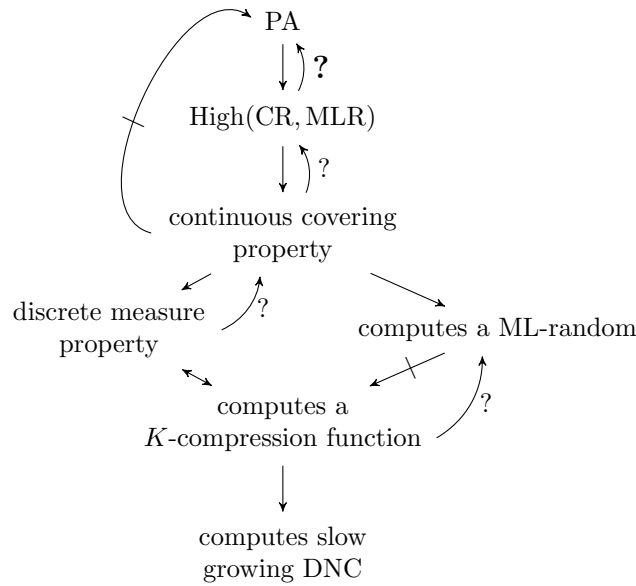 PA
?
High(CR, MLR)
?
continuous covering
property
discrete measure
property
?
computes a ML-random
computes a
K-compression function
?
computes slow
growing DNC